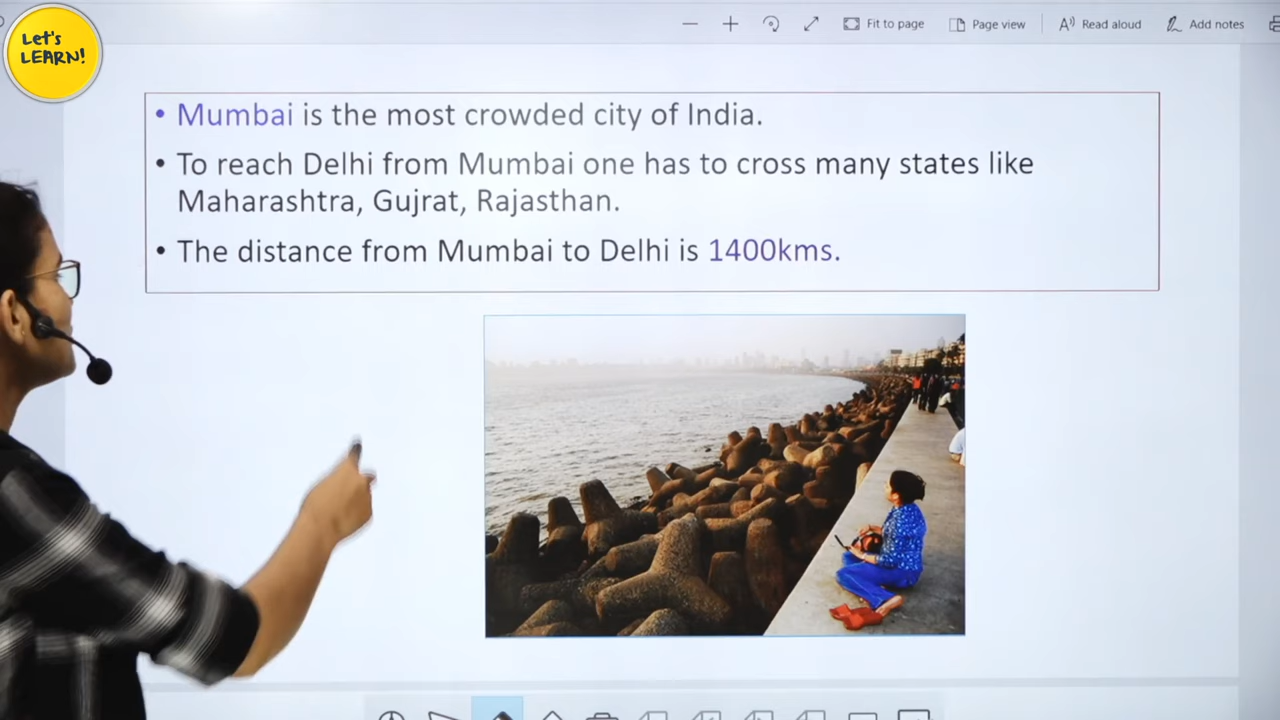 Let's
LEARN!
Fit to page
Page view
Read aloud
Add notes
• Mumbai is the most crowded city of India.
• To reach Delhi from Mumbai one has to cross many states like
Maharashtra, Gujrat, Rajasthan.
• The distance from Mumbai to Delhi is 1400kms.